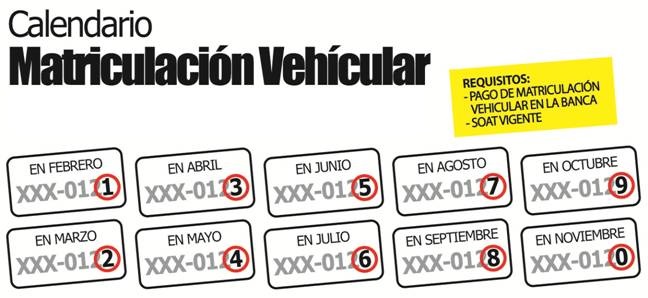 Calendario
Matriculación Vehícular
REQUISITOS:
- PAGO DE MATRICULACIÓN
VEHICULAR EN LA BANCA
- SOAT VIGENTE
EN FEBRERO
XXX-0121
EN ABRIL
XXX-0123
EN JUNIO
XXX-0125
EN AGOSTO
XXX-0127
EN OCTUBRE
XXX-0129
EN MARZO
XXX-0122
EN MAYO
XXX-0124
EN JULIO
XXX-0126
EN SEPTIEMBRE
XXX-0128
EN NOVIEMBRE
XXX-0120